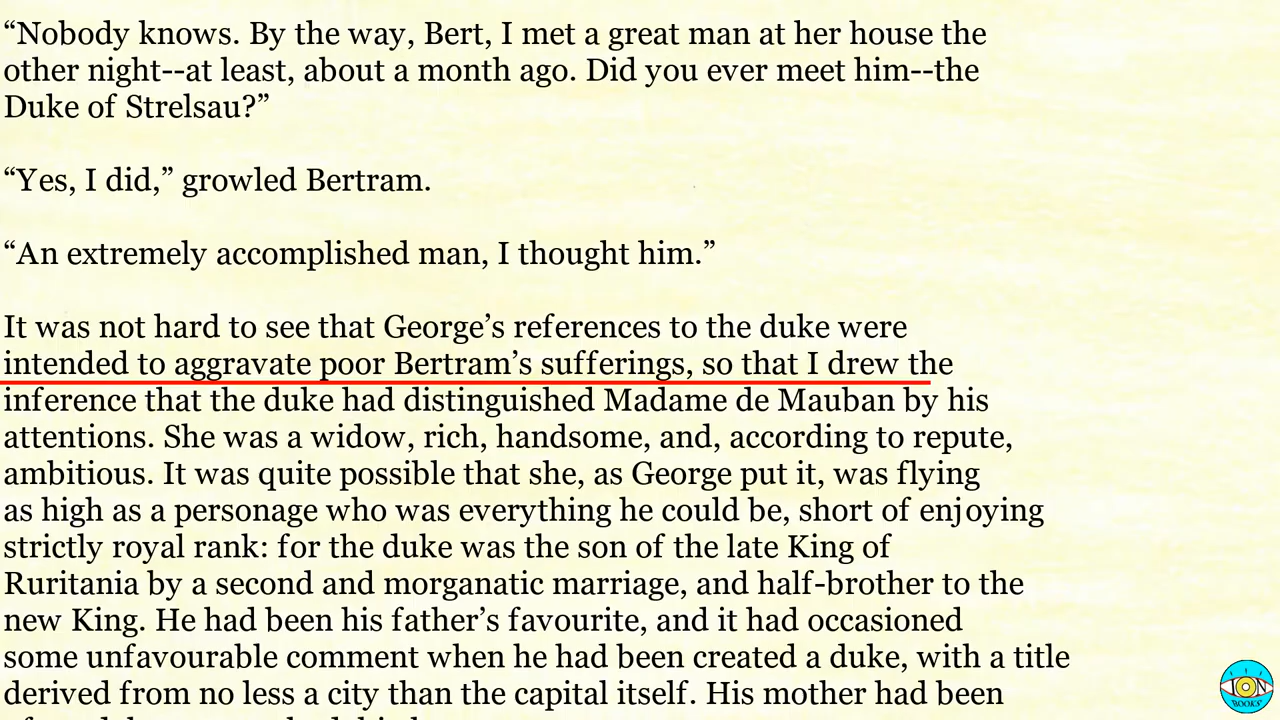 “Nobody knows. By the way, Bert, I met a great man at her house the
other night--at least, about a month ago. Did you ever meet him--the
Duke of Strelsau?”
“Yes, I did,” growled Bertram.
“An extremely accomplished man, I thought him.”
It was not hard to see that George’s references to the duke were
intended to aggravate poor Bertram’s sufferings, so that I drew the
inference that the duke had distinguished Madame de Mauban by his
attentions. She was a widow, rich, handsome, and, according to repute,
ambitious. It was quite possible that she, as George put it, was flying
as high as a personage who was everything he could be, short of enjoying
strictly royal rank: for the duke was the son of the late King of
Ruritania by a second and morganatic marriage, and half-brother to the
new King. He had been his father’s favourite, and it had occasioned
some unfavourable comment when he had been created a duke, with a title
derived from no less a city than the capital itself. His mother had been
ION
BOOKS